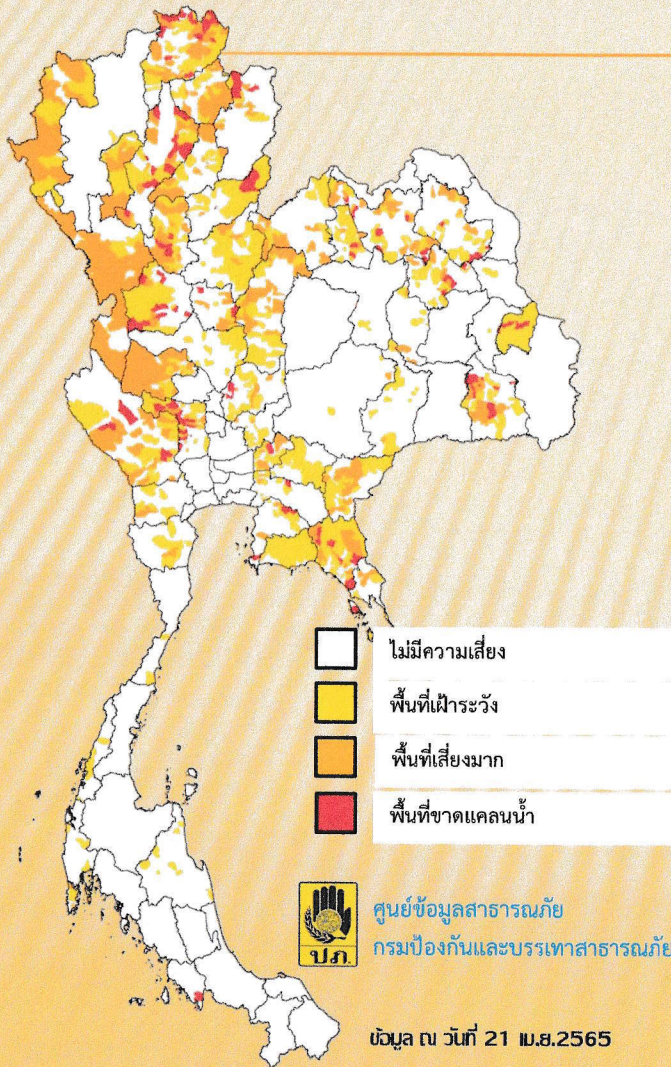 ไม่มีความเสี่ยง
พื้นที่เฝ้าระวัง
พื้นที่เสี่ยงมาก
พื้นที่ขาดแคลนน้ำ
ปภ.
ศูนย์ข้อมูลสาธารณภัย
กรมป้องกันและบรรเทาสาธารณภัย
ข้อมูล ณ วันที่ 21 เม.ย.2565